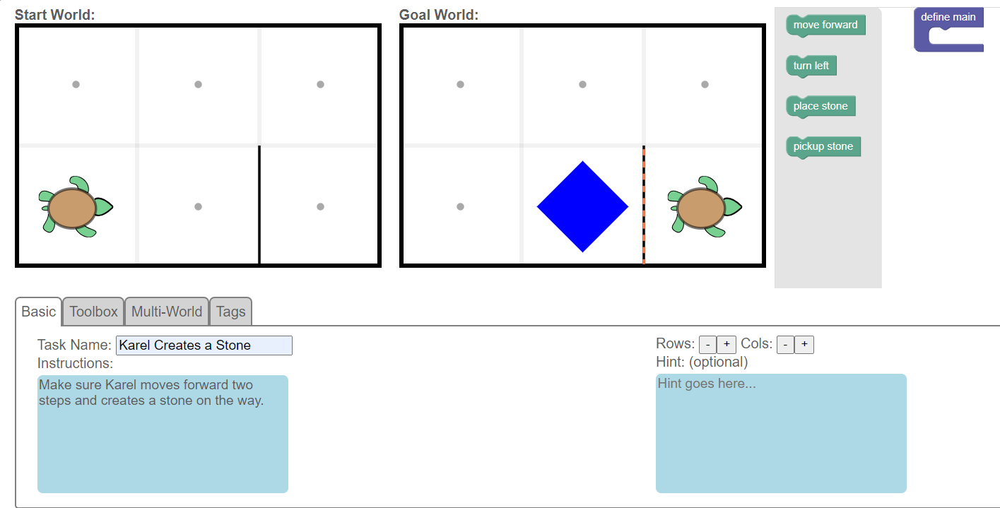 Start World:
Goal World:
move forward
turn left
place stone
pickup stone
define main
Basic
Toolbox
Multi-World
Tags
Task Name: Karel Creates a Stone
Instructions:
Make sure Karel moves forward two
steps and creates a stone on the way.
Rows: - + Cols: - +
Hint: (optional)
Hint goes here...